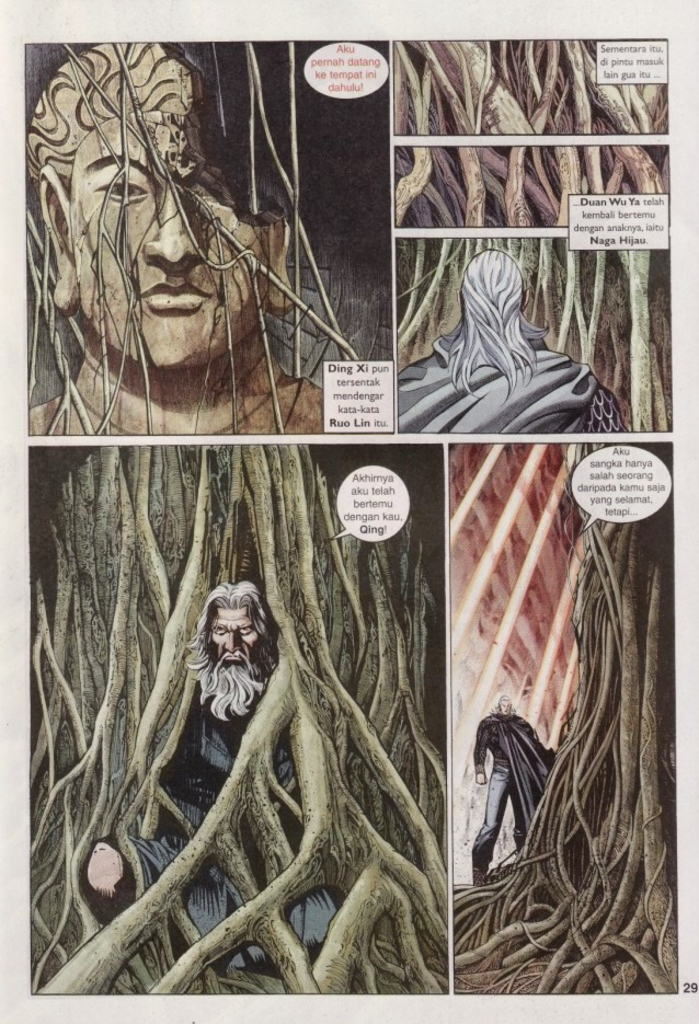 Aku
pernah datang
ke tempat ini
dahulu!
Ding Xi pun
tersentak
mendengar
kata-kata
Ruo Lin itu.
Sementara itu,
di pintu masuk
lain gua itu ...
...Duan Wu Ya telah
kembali bertemu
dengan anaknya, iaitu
Naga Hijau.
Akhirnya
aku telah
bertemu
dengan kau,
Qing!
Aku
sangka hanya
salah seorang
daripada kamu saja
yang selamat,
tetapi...
29